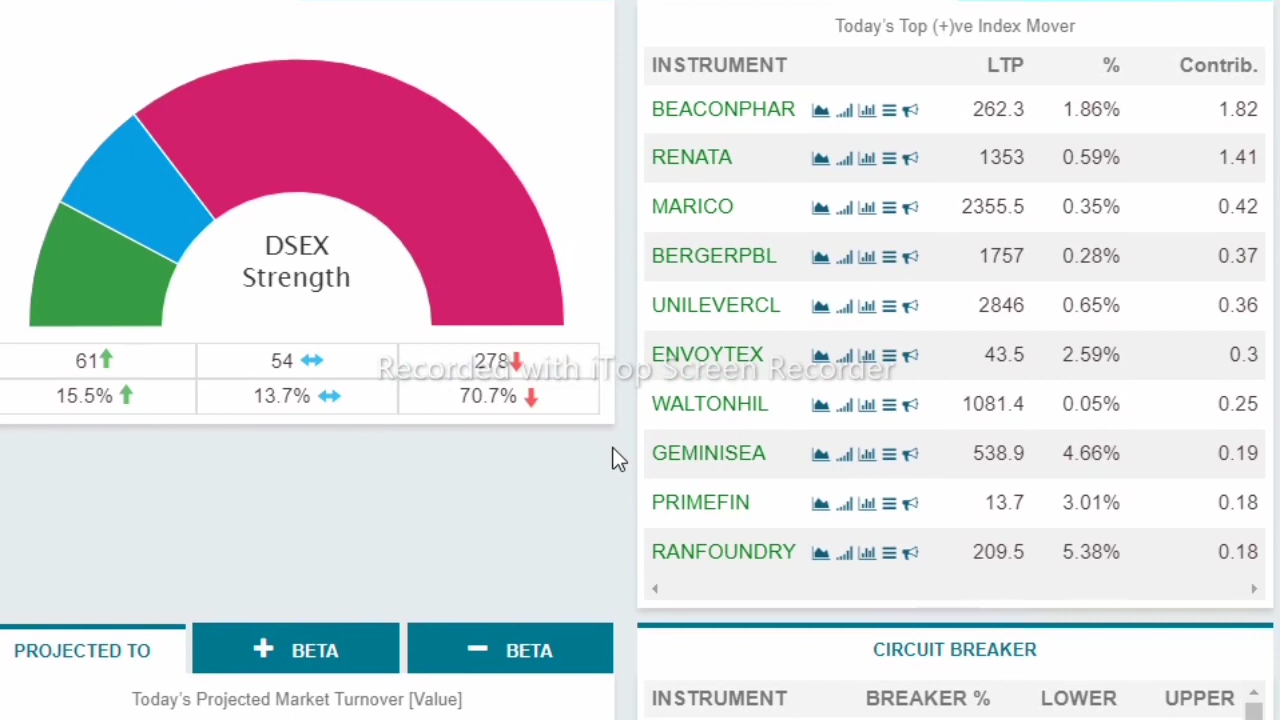 DSEX
Strength
61 54 278
15.5% 13.7% 70.7%
Recorded with iTop Screen Recorder
Today's Top (+)ve Index Mover
INSTRUMENT LTP % Contrib.
BEACONPHAR 262.3 1.86% 1.82
RENATA 1353 0.59% 1.41
MARICO 2355.5 0.35% 0.42
BERGERPBL 1757 0.28% 0.37
UNILEVERCL 2846 0.65% 0.36
ENVOYTEX 43.5 2.59% 0.3
WALTONHIL 1081.4 0.05% 0.25
GEMINISEA 538.9 4.66% 0.19
PRIMEFIN 13.7 3.01% 0.18
RANFOUNDRY 209.5 5.38% 0.18
PROJECTED TO + BETA − BETA
Today's Projected Market Turnover [Value]
CIRCUIT BREAKER
INSTRUMENT BREAKER % LOWER UPPER